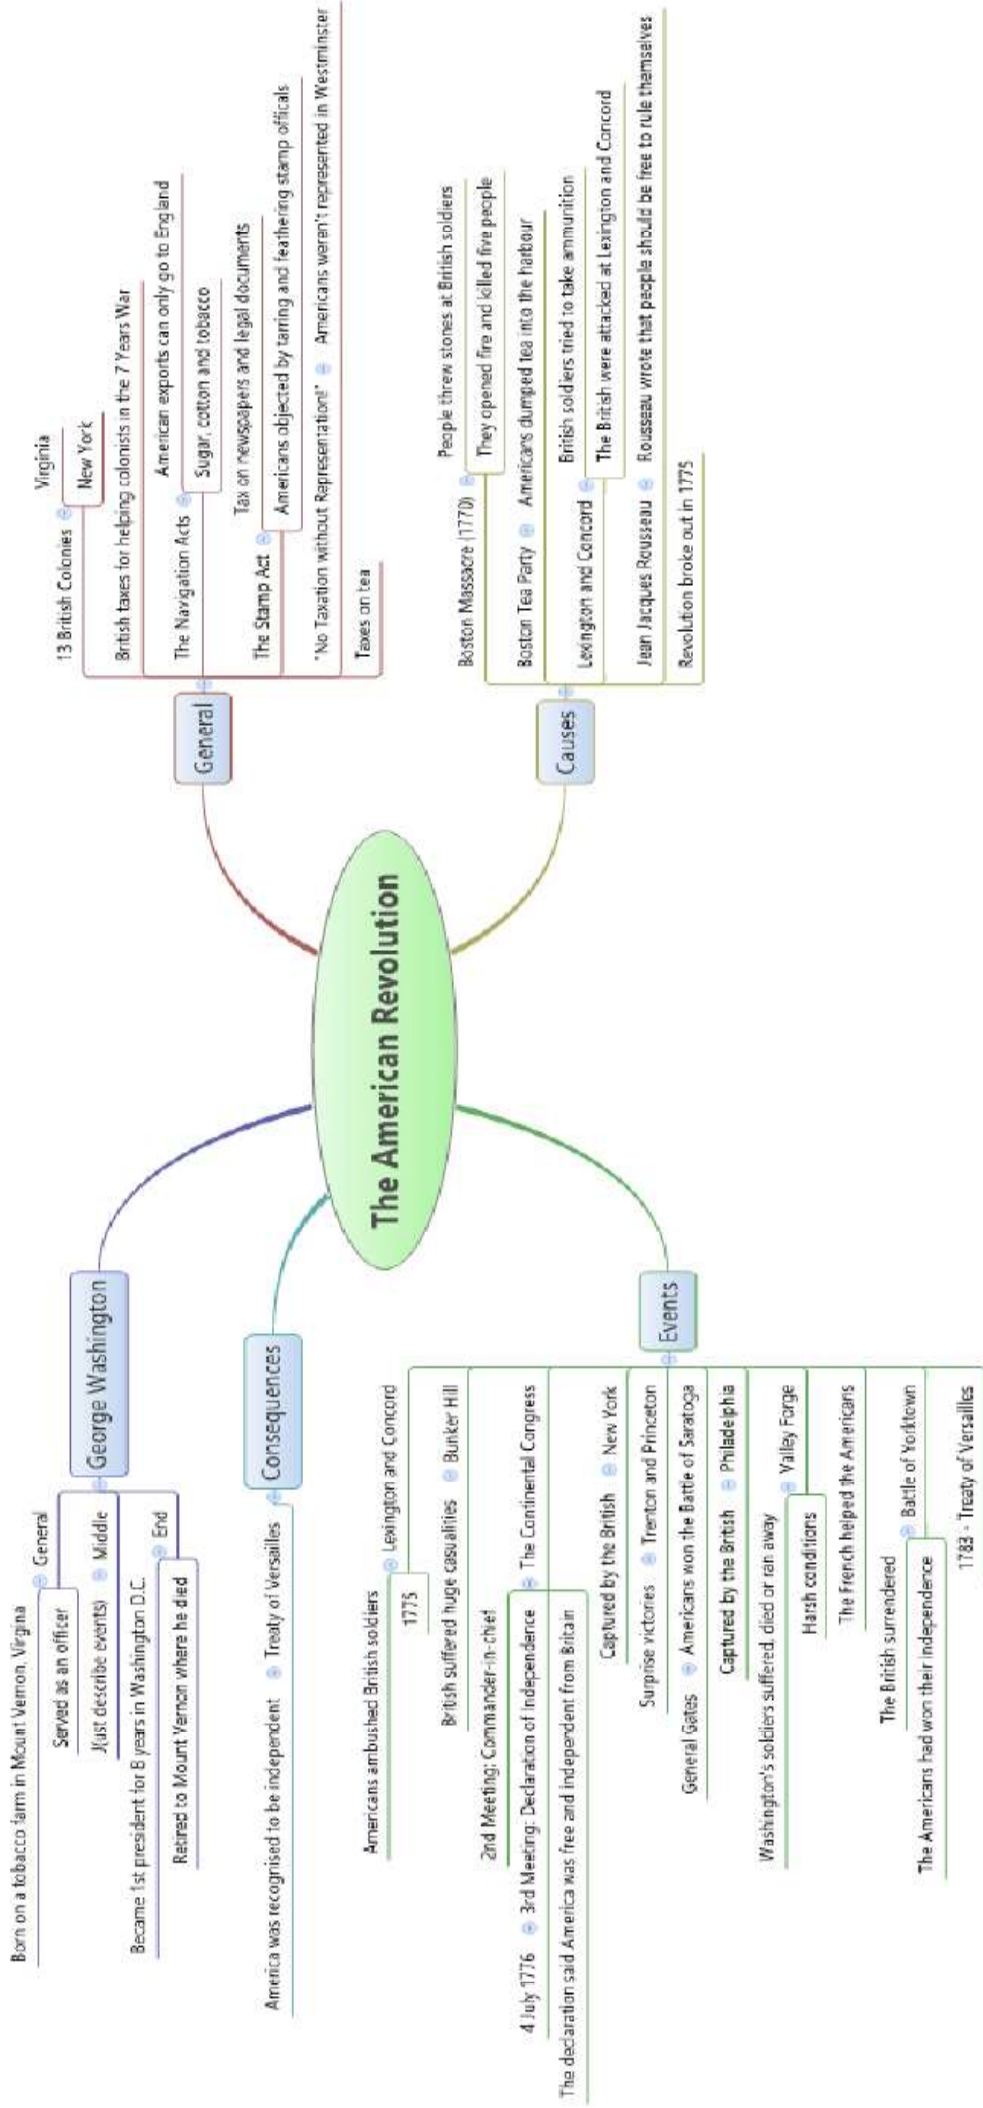 The American Revolution
General
13 British Colonies
Virginia
New York
British taxes for helping colonists in the 7 Years War
The Navigation Acts
American exports can only go to England
Sugar, cotton and tobacco
The Stamp Act
Tax on newspapers and legal documents
Americans objected by tarring and feathering stamp officals
"No Taxation without Representation!"
Americans weren't represented in Westminster
Taxes on tea
Causes
Boston Massacre (1770)
People threw stones at British soldiers
They opened fire and killed five people
Boston Tea Party
Americans dumped tea into the harbour
Lexington and Concord
British soldiers tried to take ammunition
The British were attacked at Lexington and Concord
Jean Jacques Rousseau
Rousseau wrote that people should be free to rule themselves
Revolution broke out in 1775
George Washington
General
Born on a tobacco farm in Mount Vernon, Virgina
Served as an officer
Middle
J(ust describe events)
End
Became 1st president for 8 years in Washington D.C.
Retired to Mount Vernon where he died
Consequences
Treaty of Versailles
America was recognised to be independent
Events
Lexington and Concord
Americans ambushed British soldiers
1775
Bunker Hill
British suffered huge casualities
The Continental Congress
2nd Meeting: Commander-in-chief
3rd Meeting: Declaration of Independence
4 July 1776
The declaration said America was free and independent from Britain
New York
Captured by the British
Trenton and Princeton
Surprise victories
Americans won the Battle of Saratoga
General Gates
Philadelphia
Captured by the British
Valley Forge
Washington's soldiers suffered, died or ran away
Harsh conditions
The French helped the Americans
Battle of Yorktown
The British surrendered
The Americans had won their independence
1783 - Treaty of Versailles